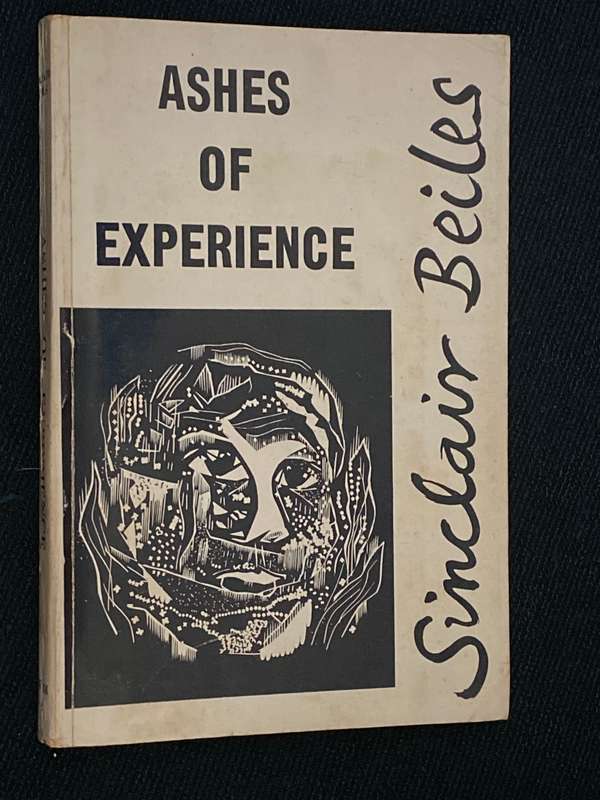 ASHES
OF
EXPERIENCE
Sinclair Beiles